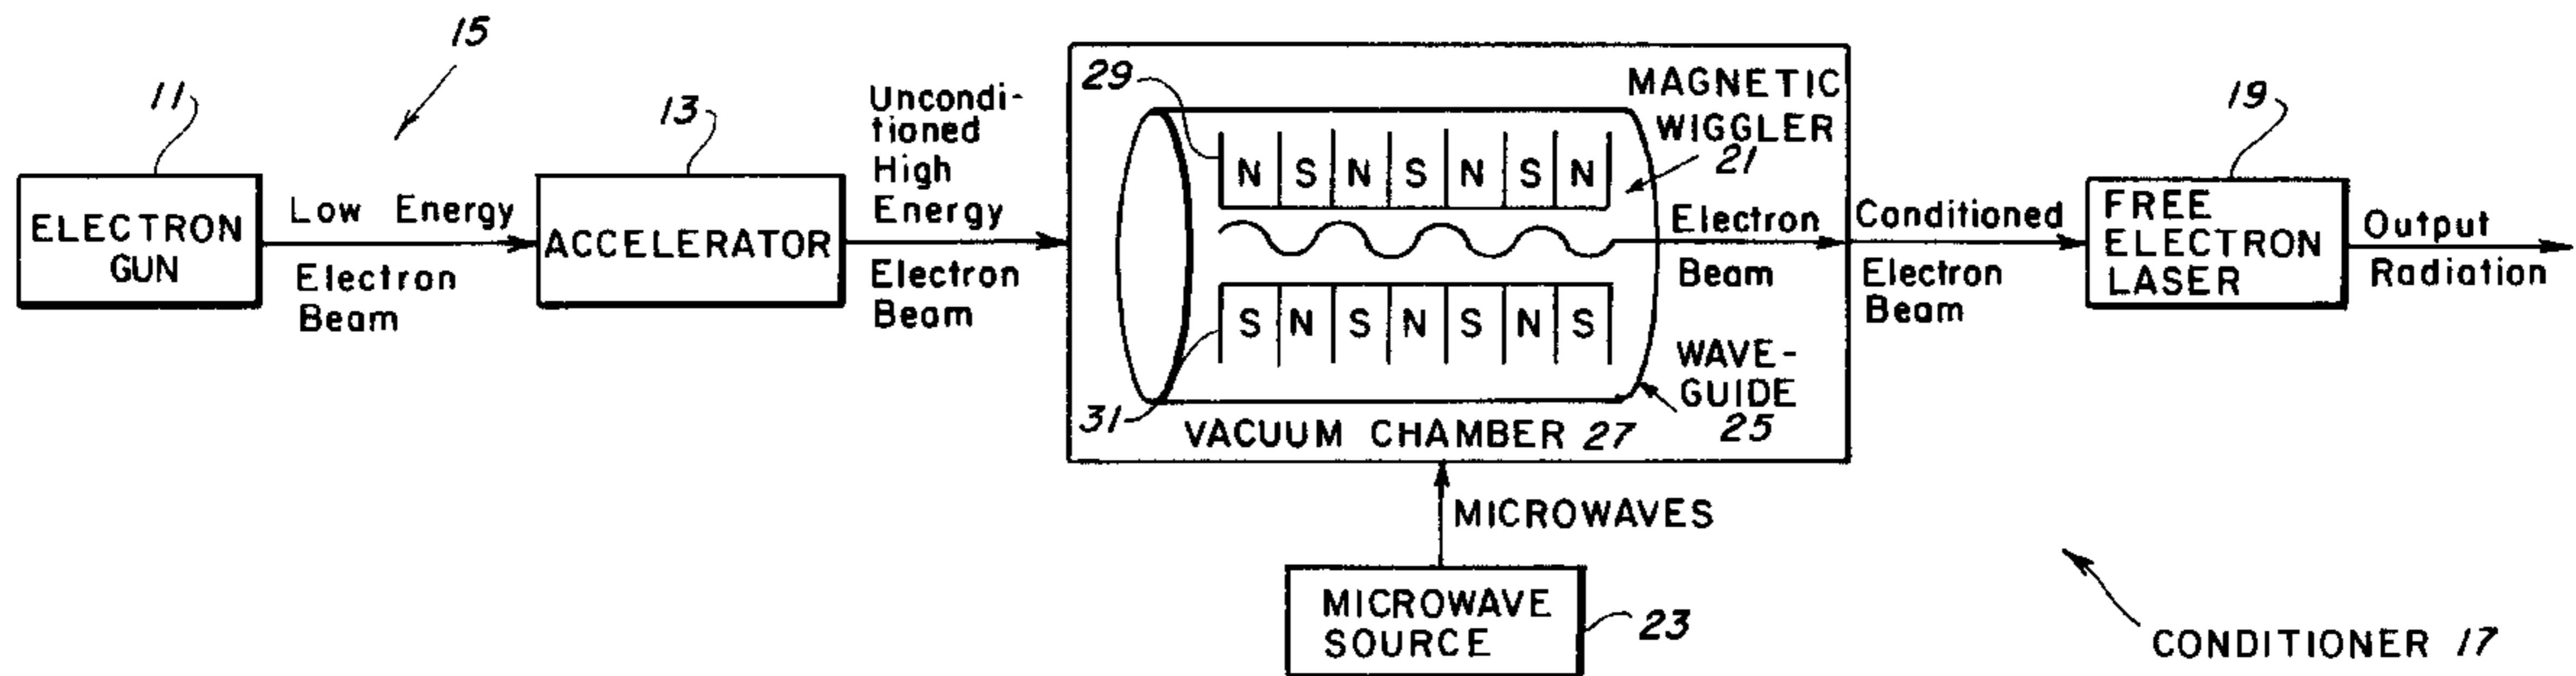 15
11
ELECTRON
GUN
Low Energy
Electron
Beam
13
ACCELERATOR
Uncondi-
tioned
High
Energy
Electron
Beam
29
MAGNETIC
WIGGLER
21
N S N S N S N
Electron
Beam
S N S N S N S
31
WAVE-
GUIDE
25
VACUUM CHAMBER 27
MICROWAVES
MICROWAVE
SOURCE
23
Conditioned
Electron
Beam
19
FREE
ELECTRON
LASER
Output
Radiation
CONDITIONER 17